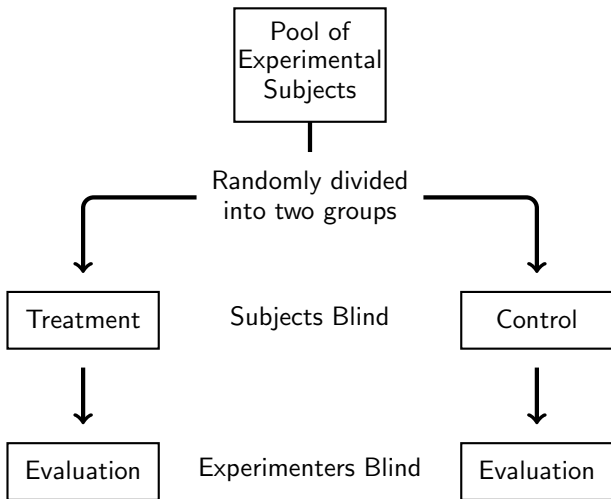 Pool of
Experimental
Subjects
Randomly divided
into two groups
Treatment
Subjects Blind
Control
Evaluation
Experimenters Blind
Evaluation